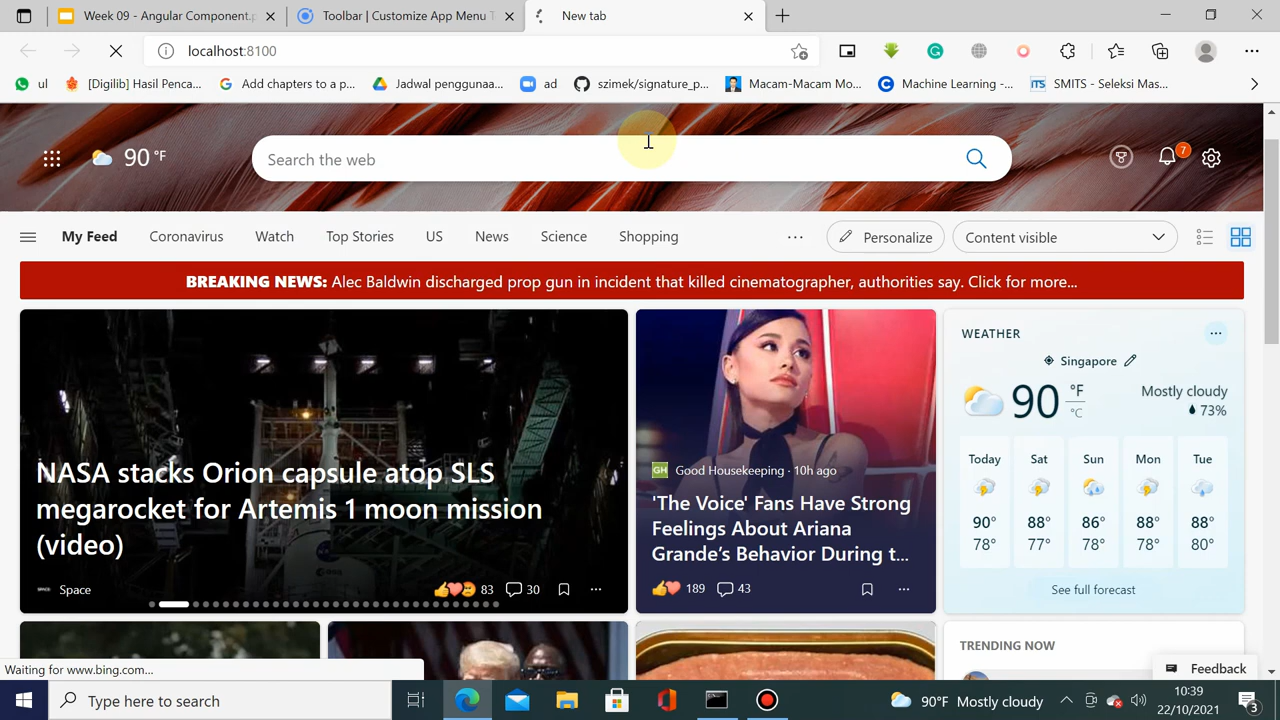 Week 09 - Angular Component.p
Toolbar | Customize App Menu T
New tab
localhost:8100
ul
[Digilib] Hasil Penca...
Add chapters to a p...
Jadwal penggunaa...
ad
szimek/signature_p...
Macam-Macam Mo...
Machine Learning -...
ITS
SMITS - Seleksi Mas...
90 °F
Search the web
7
My Feed
Coronavirus
Watch
Top Stories
US
News
Science
Shopping
Personalize
Content visible
BREAKING NEWS: Alec Baldwin discharged prop gun in incident that killed cinematographer, authorities say. Click for more...
NASA stacks Orion capsule atop SLS
megarocket for Artemis 1 moon mission
(video)
Space
83
30
GH Good Housekeeping · 10h ago
'The Voice' Fans Have Strong
Feelings About Ariana
Grande's Behavior During t...
189
43
WEATHER
Singapore
90 °F
°C
Mostly cloudy
73%
Today Sat Sun Mon Tue
90° 88° 86° 88° 88°
78° 77° 78° 78° 80°
See full forecast
TRENDING NOW
Feedback
Waiting for www.bing.com...
Type here to search
90°F Mostly cloudy
10:39
22/10/2021
3